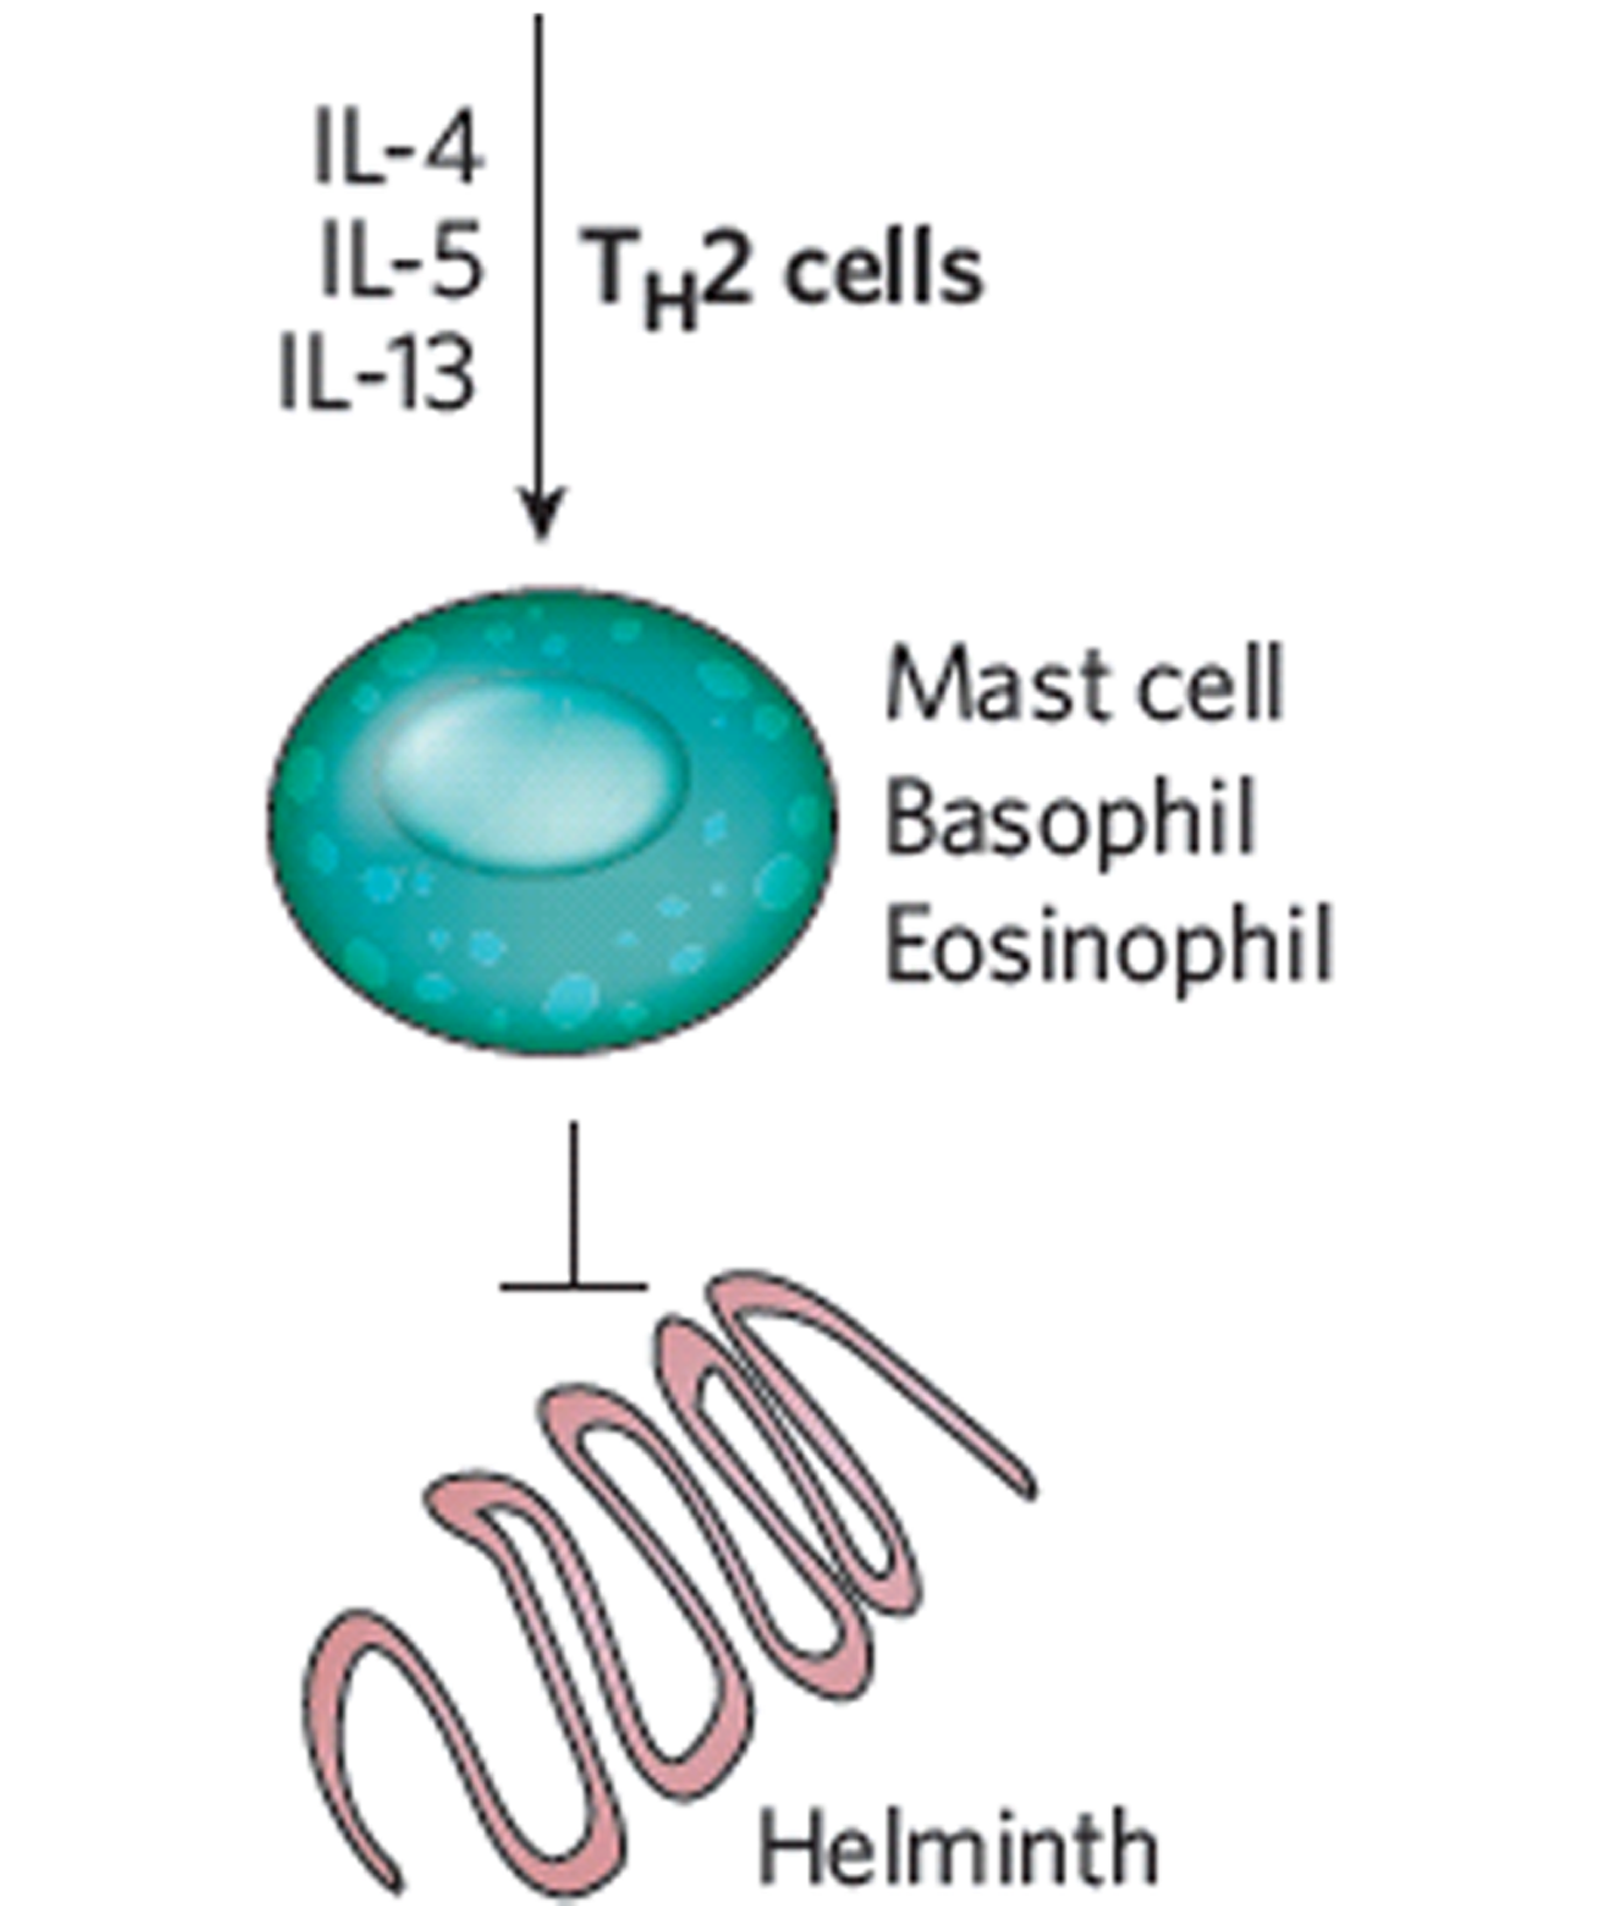 IL-4
IL-5
IL-13
TH2 cells
Mast cell
Basophil
Eosinophil
Helminth